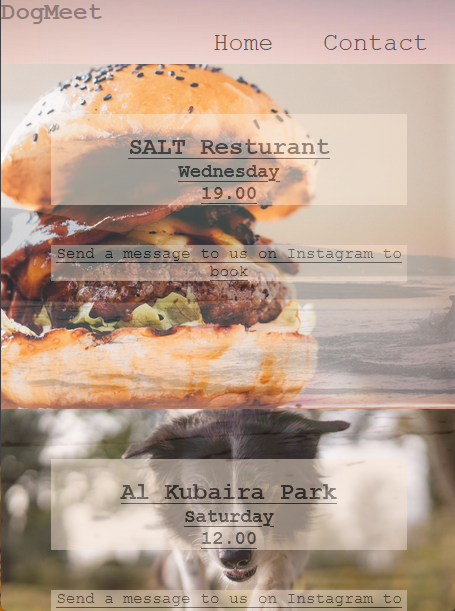 DogMeet
Home Contact
SALT Resturant
Wednesday
19.00
Send a message to us on Instagram to
book
Al Kubaira Park
Saturday
12.00
Send a message to us on Instagram to